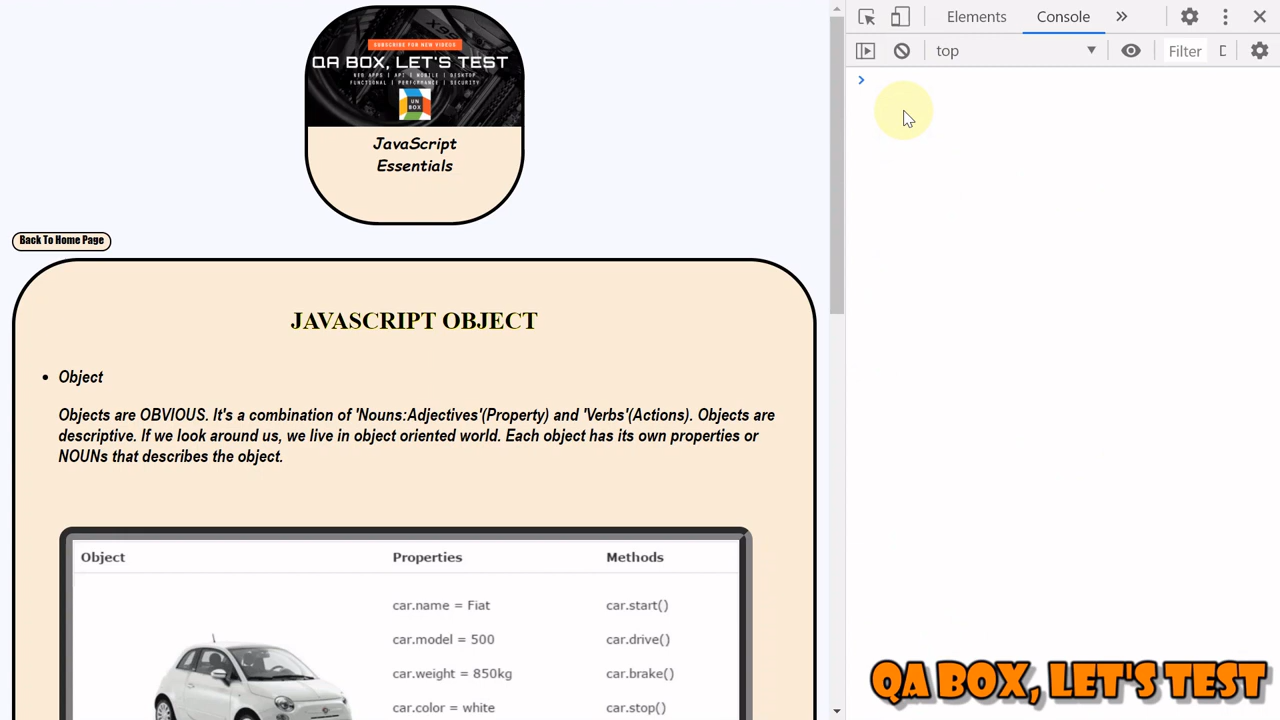 SUBSCRIBE FOR NEW VIDEOS
QA BOX, LET'S TEST
WEB APPS | API | MOBILE | DESKTOP
FUNCTIONAL | PERFORMANCE | SECURITY
UN
BOX
JavaScript
Essentials
Back To Home Page
JAVASCRIPT OBJECT
Object
Objects are OBVIOUS. It's a combination of 'Nouns:Adjectives'(Property) and 'Verbs'(Actions). Objects are
descriptive. If we look around us, we live in object oriented world. Each object has its own properties or
NOUNs that describes the object.
Object Properties Methods
car.name = Fiat car.start()
car.model = 500 car.drive()
car.weight = 850kg car.brake()
car.color = white car.stop()
Elements Console
top Filter
QA BOX, LET'S TEST